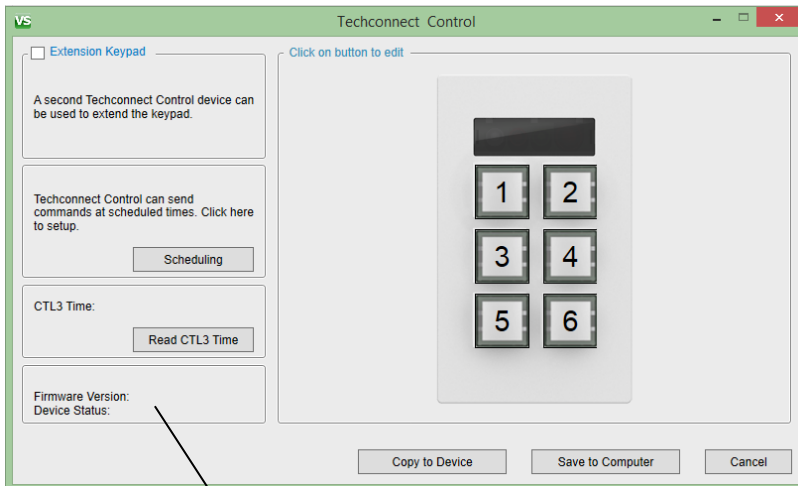 VS
Techconnect Control
Extension Keypad
A second Techconnect Control device can
be used to extend the keypad.
Techconnect Control can send
commands at scheduled times. Click here
to setup.
Scheduling
CTL3 Time:
Read CTL3 Time
Firmware Version:
Device Status:
Click on button to edit
1 2
3 4
5 6
Copy to Device
Save to Computer
Cancel